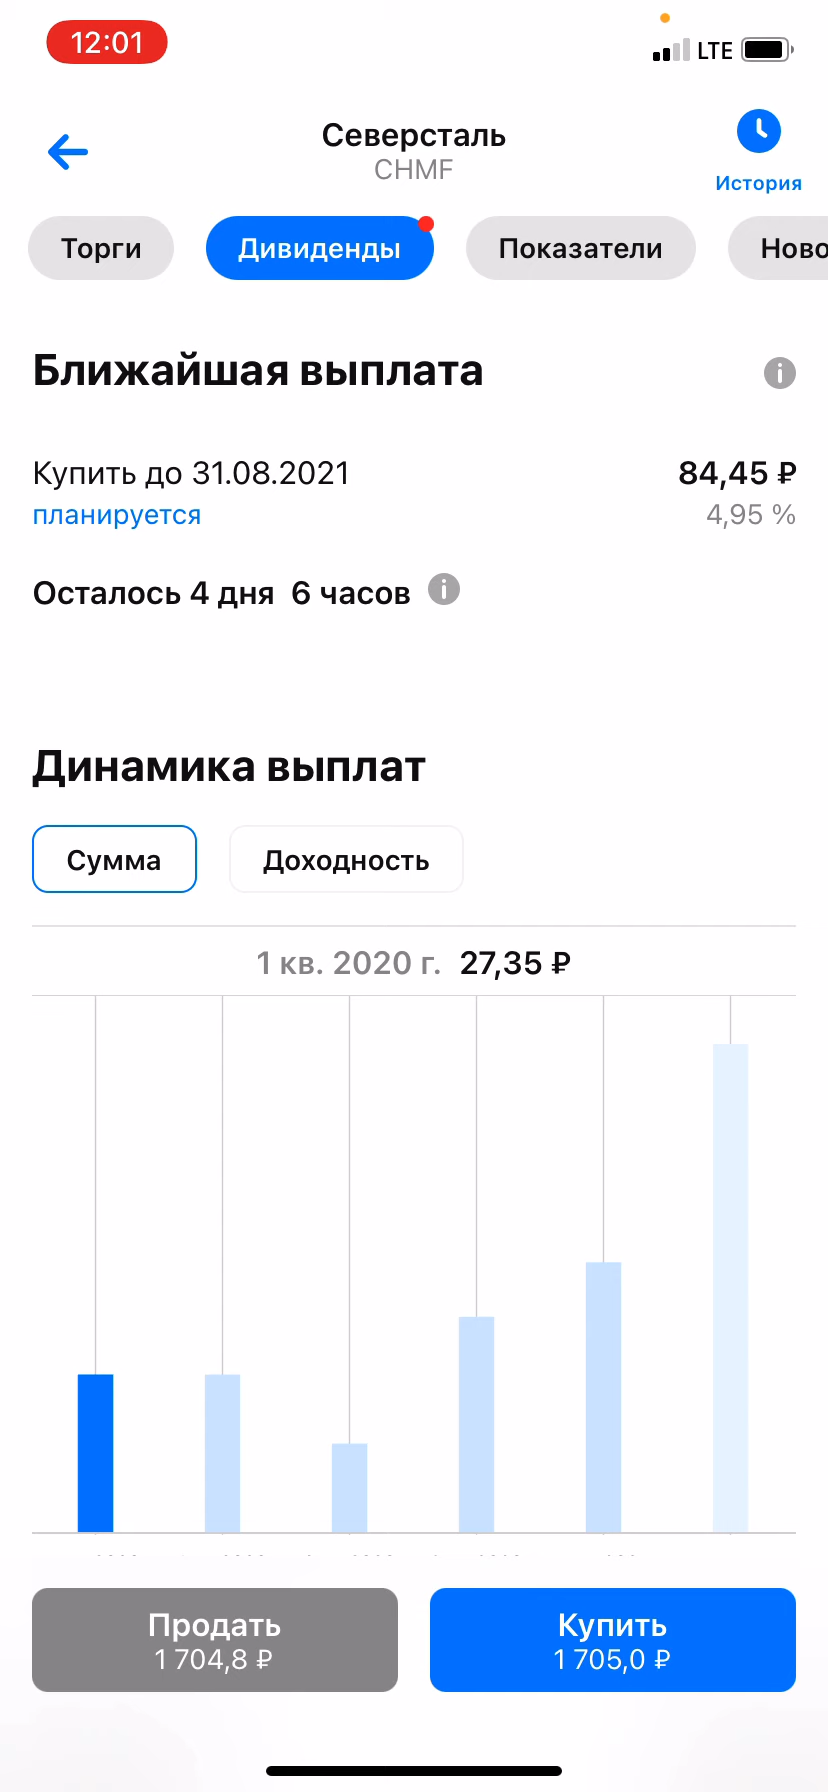 12:01
LTE
Северсталь
CHMF
История
Торги
Дивиденды
Показатели
Ново
Ближайшая выплата
Купить до 31.08.2021
84,45 ₽
планируется
4,95 %
Осталось 4 дня 6 часов
Динамика выплат
Сумма
Доходность
1 кв. 2020 г. 27,35 ₽
Продать
Купить
1 704,8 ₽
1 705,0 ₽